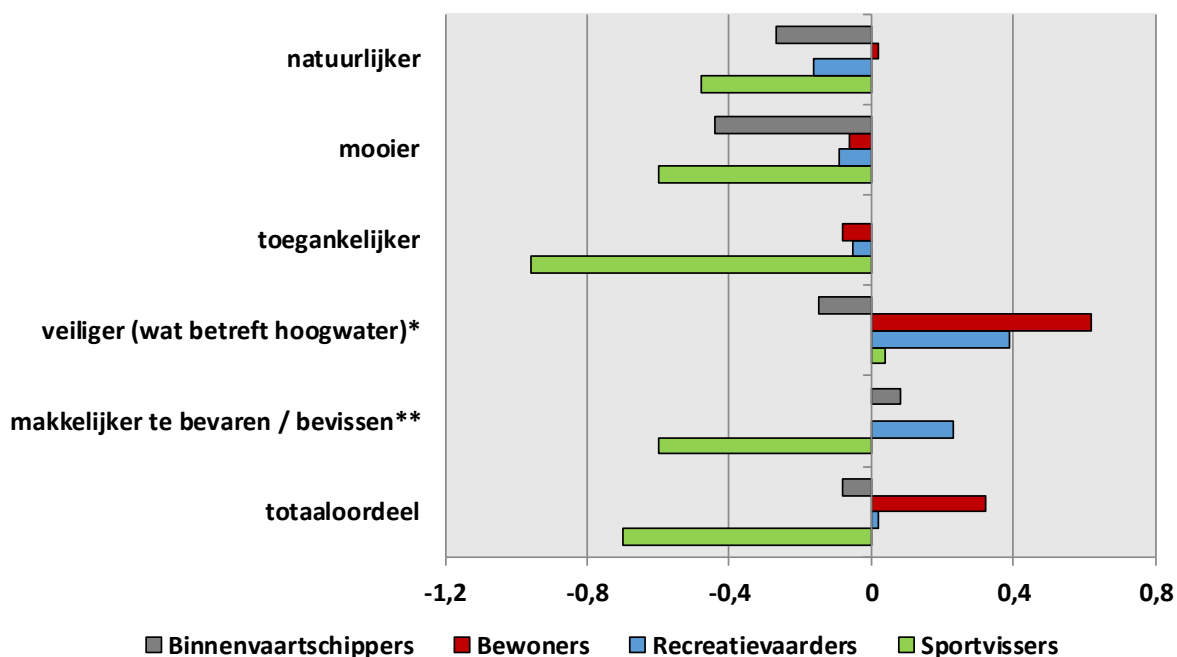 natuurlijker
mooier
toegankelijker
veiliger (wat betreft hoogwater)*
makkelijker te bevaren / bevissen**
totaaloordeel
-1,2 -0,8 -0,4 0 0,4 0,8
Binnenvaartschippers Bewoners Recreatievaarders Sportvissers